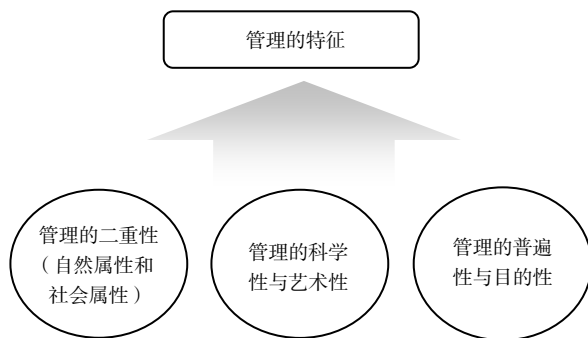 管理的特征
管理的二重性
（自然属性和
社会属性）
管理的科学
性与艺术性
管理的普遍
性与目的性